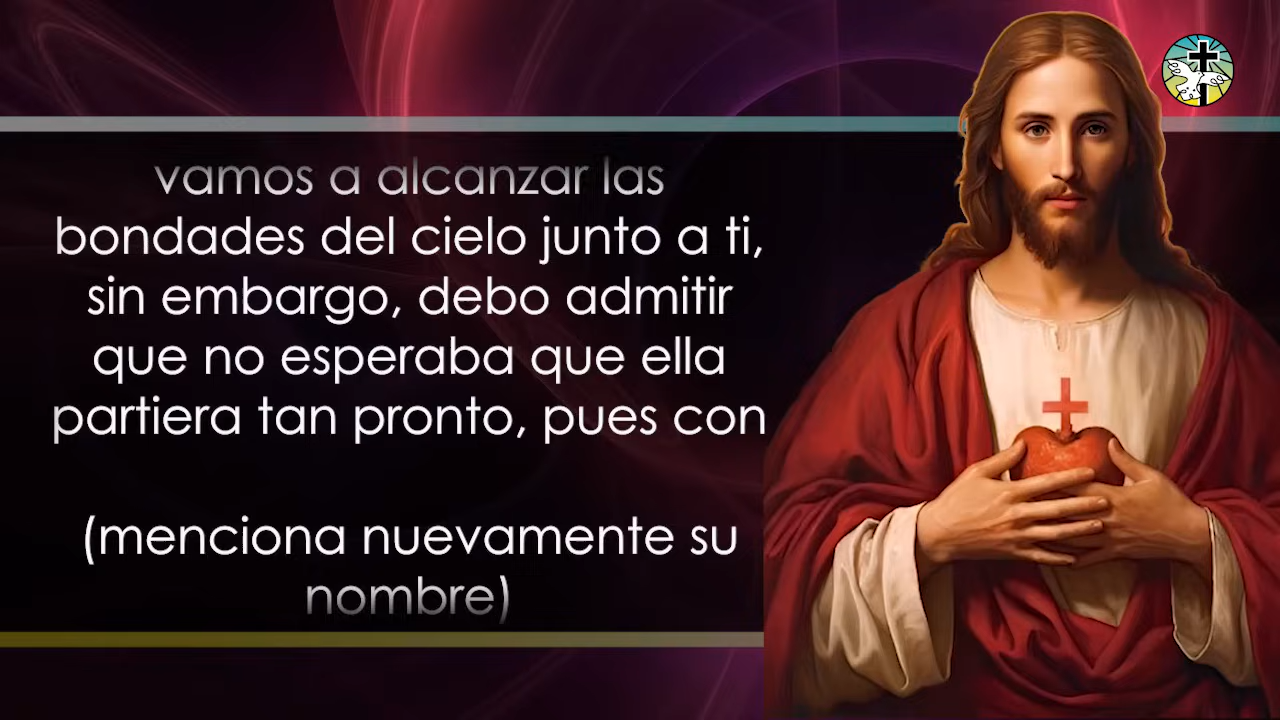 vamos a alcanzar las
bondades del cielo junto a ti,
sin embargo, debo admitir
que no esperaba que ella
partiera tan pronto, pues con
(menciona nuevamente su
nombre)